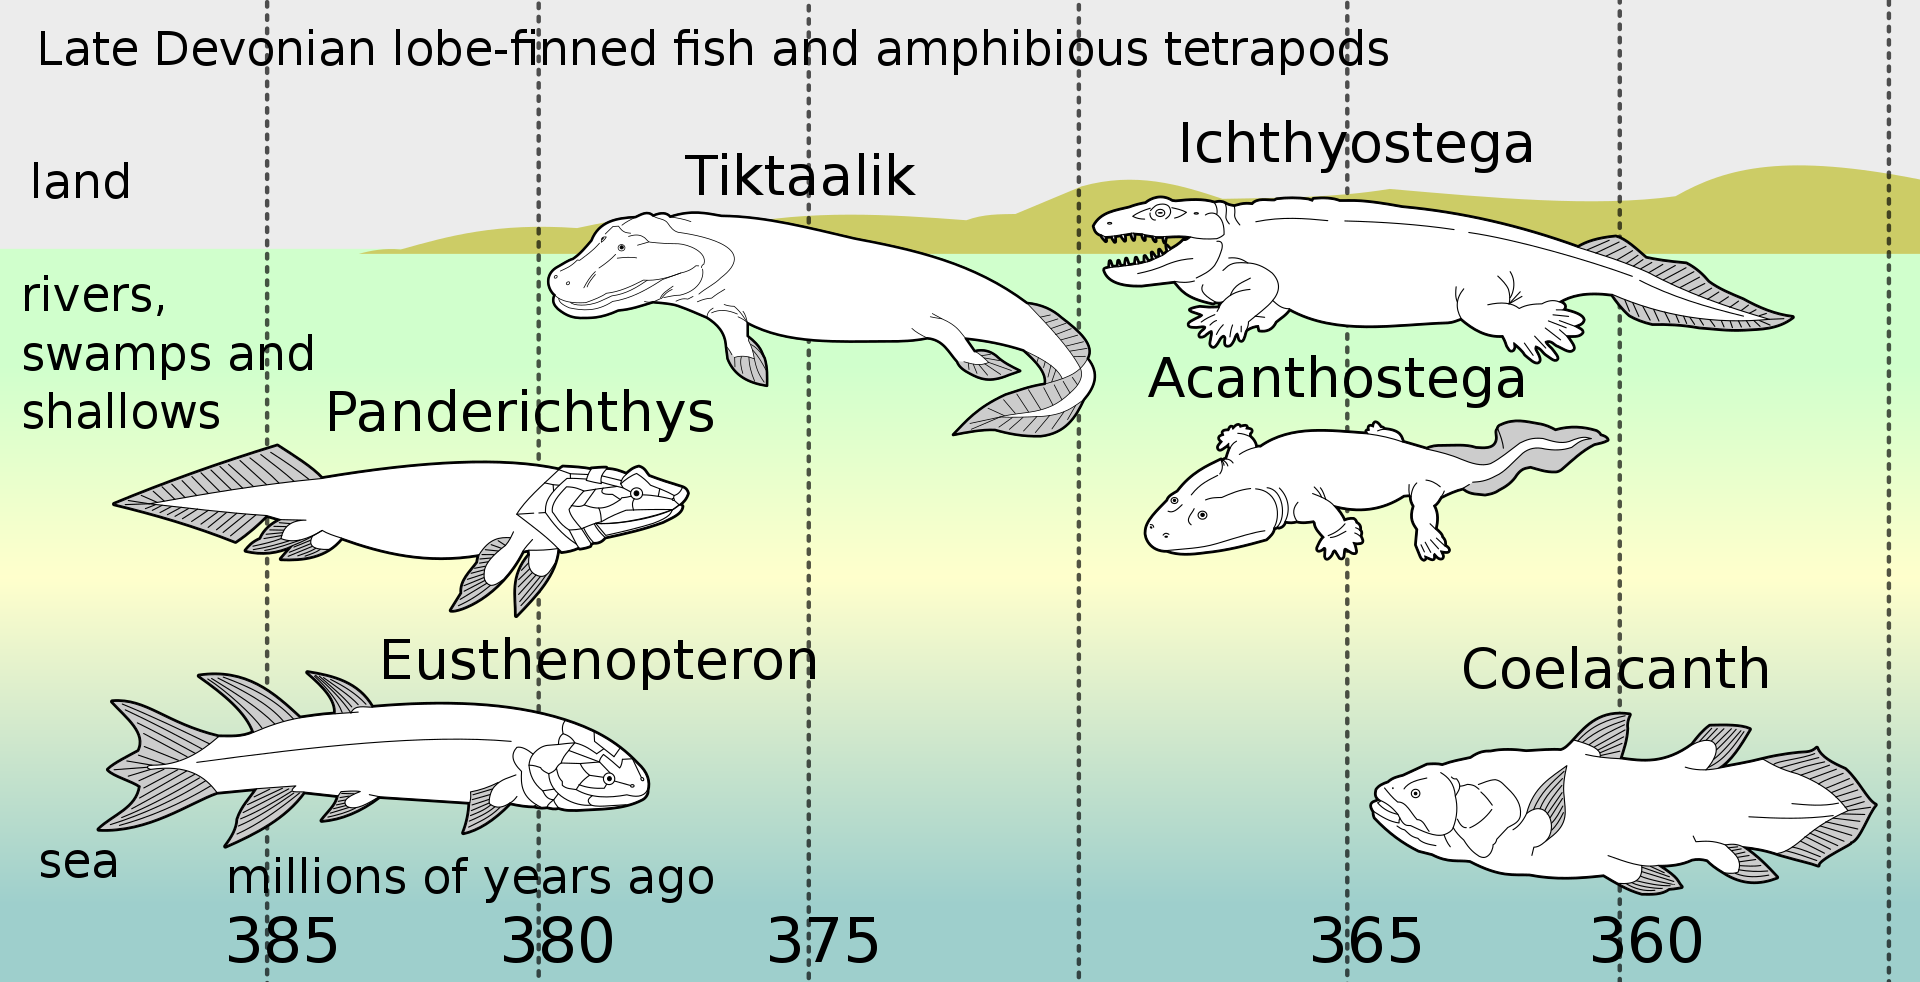 Late Devonian lobe-finned fish and amphibious tetrapods
Ichthyostega
Tiktaalik
land
rivers,
swamps and
shallows
Acanthostega
Panderichthys
Eusthenopteron
Coelacanth
sea
millions of years ago
385 380 375 365 360